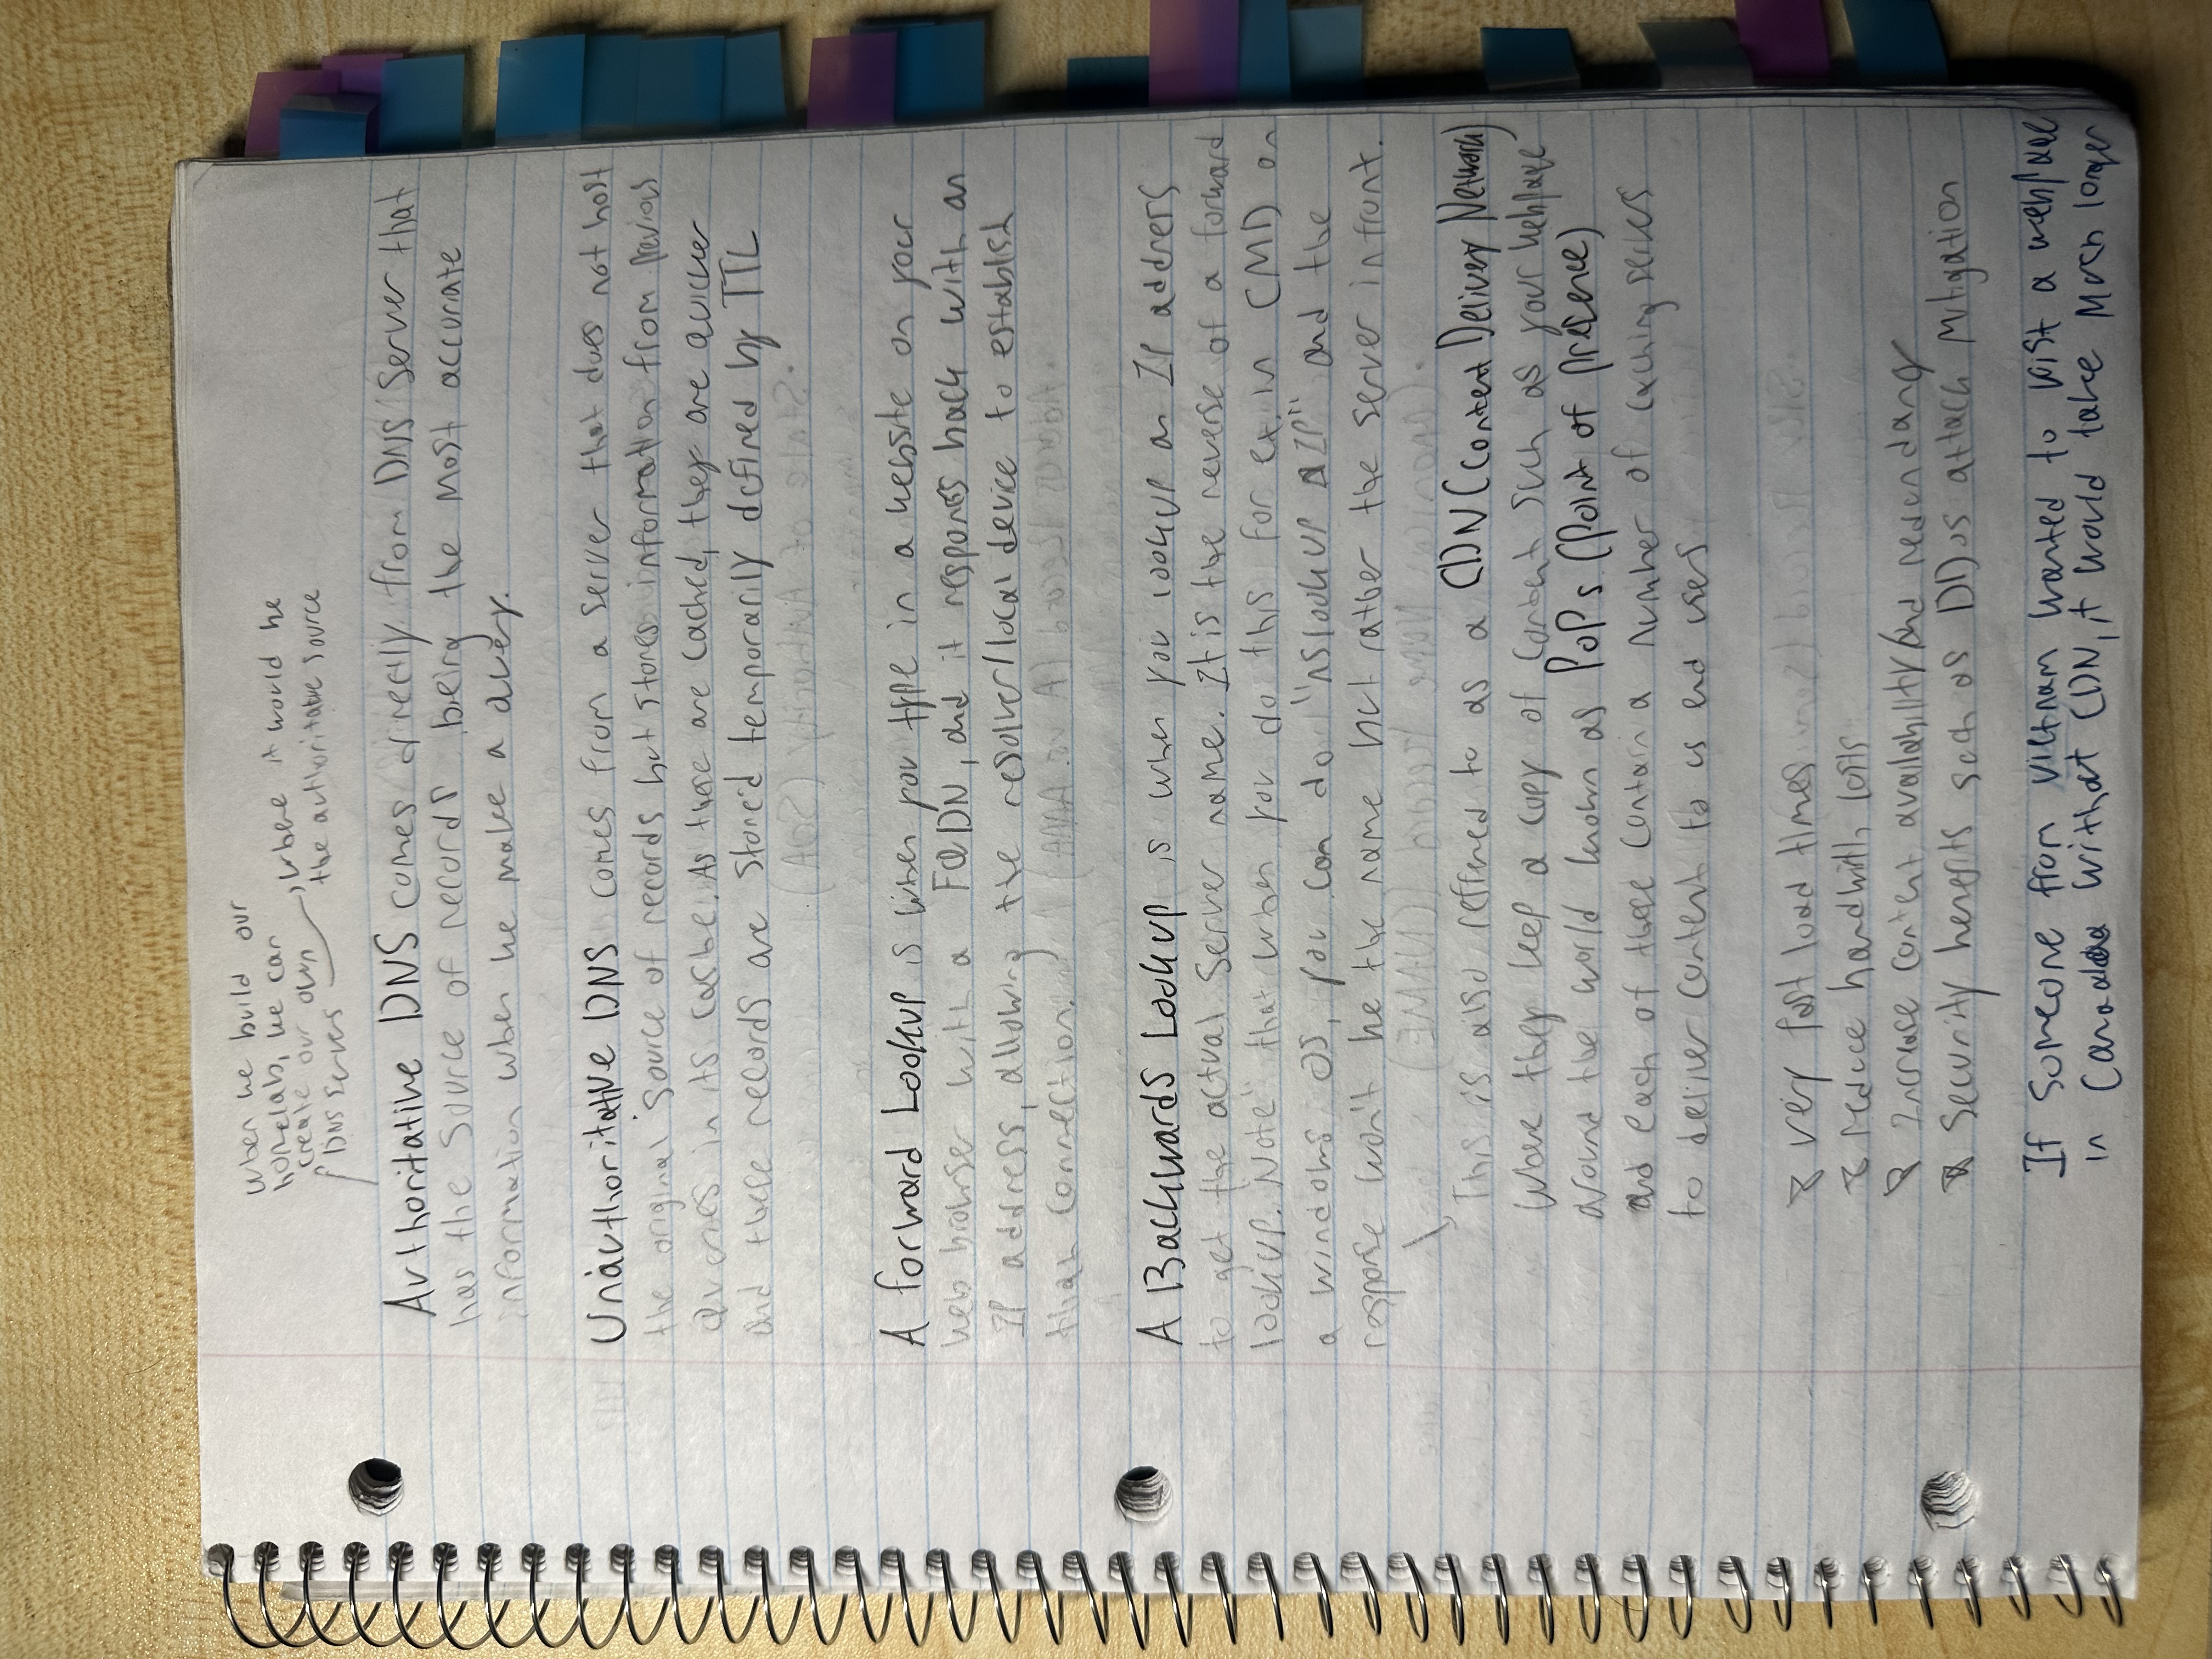 when we build our
homelab, we can
create our own
DNS servers
where it would be
the authoritative source
Authoritative DNS comes directly from DNS Server that
has the source of records being the most accurate
information when we make a query.
Unauthoritative DNS comes from a server that does not host
the original source of records but stores information from previous
queries in its cache. As these are cached, they are quicker
and these records are stored temporarily defined by TTL
A forward Lookup is when you type in a website on your
web browser with a FQDN, and it responds back with an
IP address, allowing the resolver/local device to establish
that connection.
A Backwards Lookup is when you lookup an IP address
to get the actual server name. It is the reverse of a forward
lookup. Note" that when you do this for ex. in CMD on
a windows OS, you can do "nslookup IP" and the
response won't be the name but rather the server infront.
This is also reffered to as a CDN (Content Delivery Network)
where they keep a copy of content such as your webpage
around the world known as PoPs (point of presence)
and each of these contain a number of caching servers
to deliver content to us end users
very fast load times
reduce bandwith costs
Increase content availability/and redundancy
Security benefits such as DDos attack mitigation
If someone from Vietnam wanted to visit a webpage
in Canada without CDN, it would take much longer